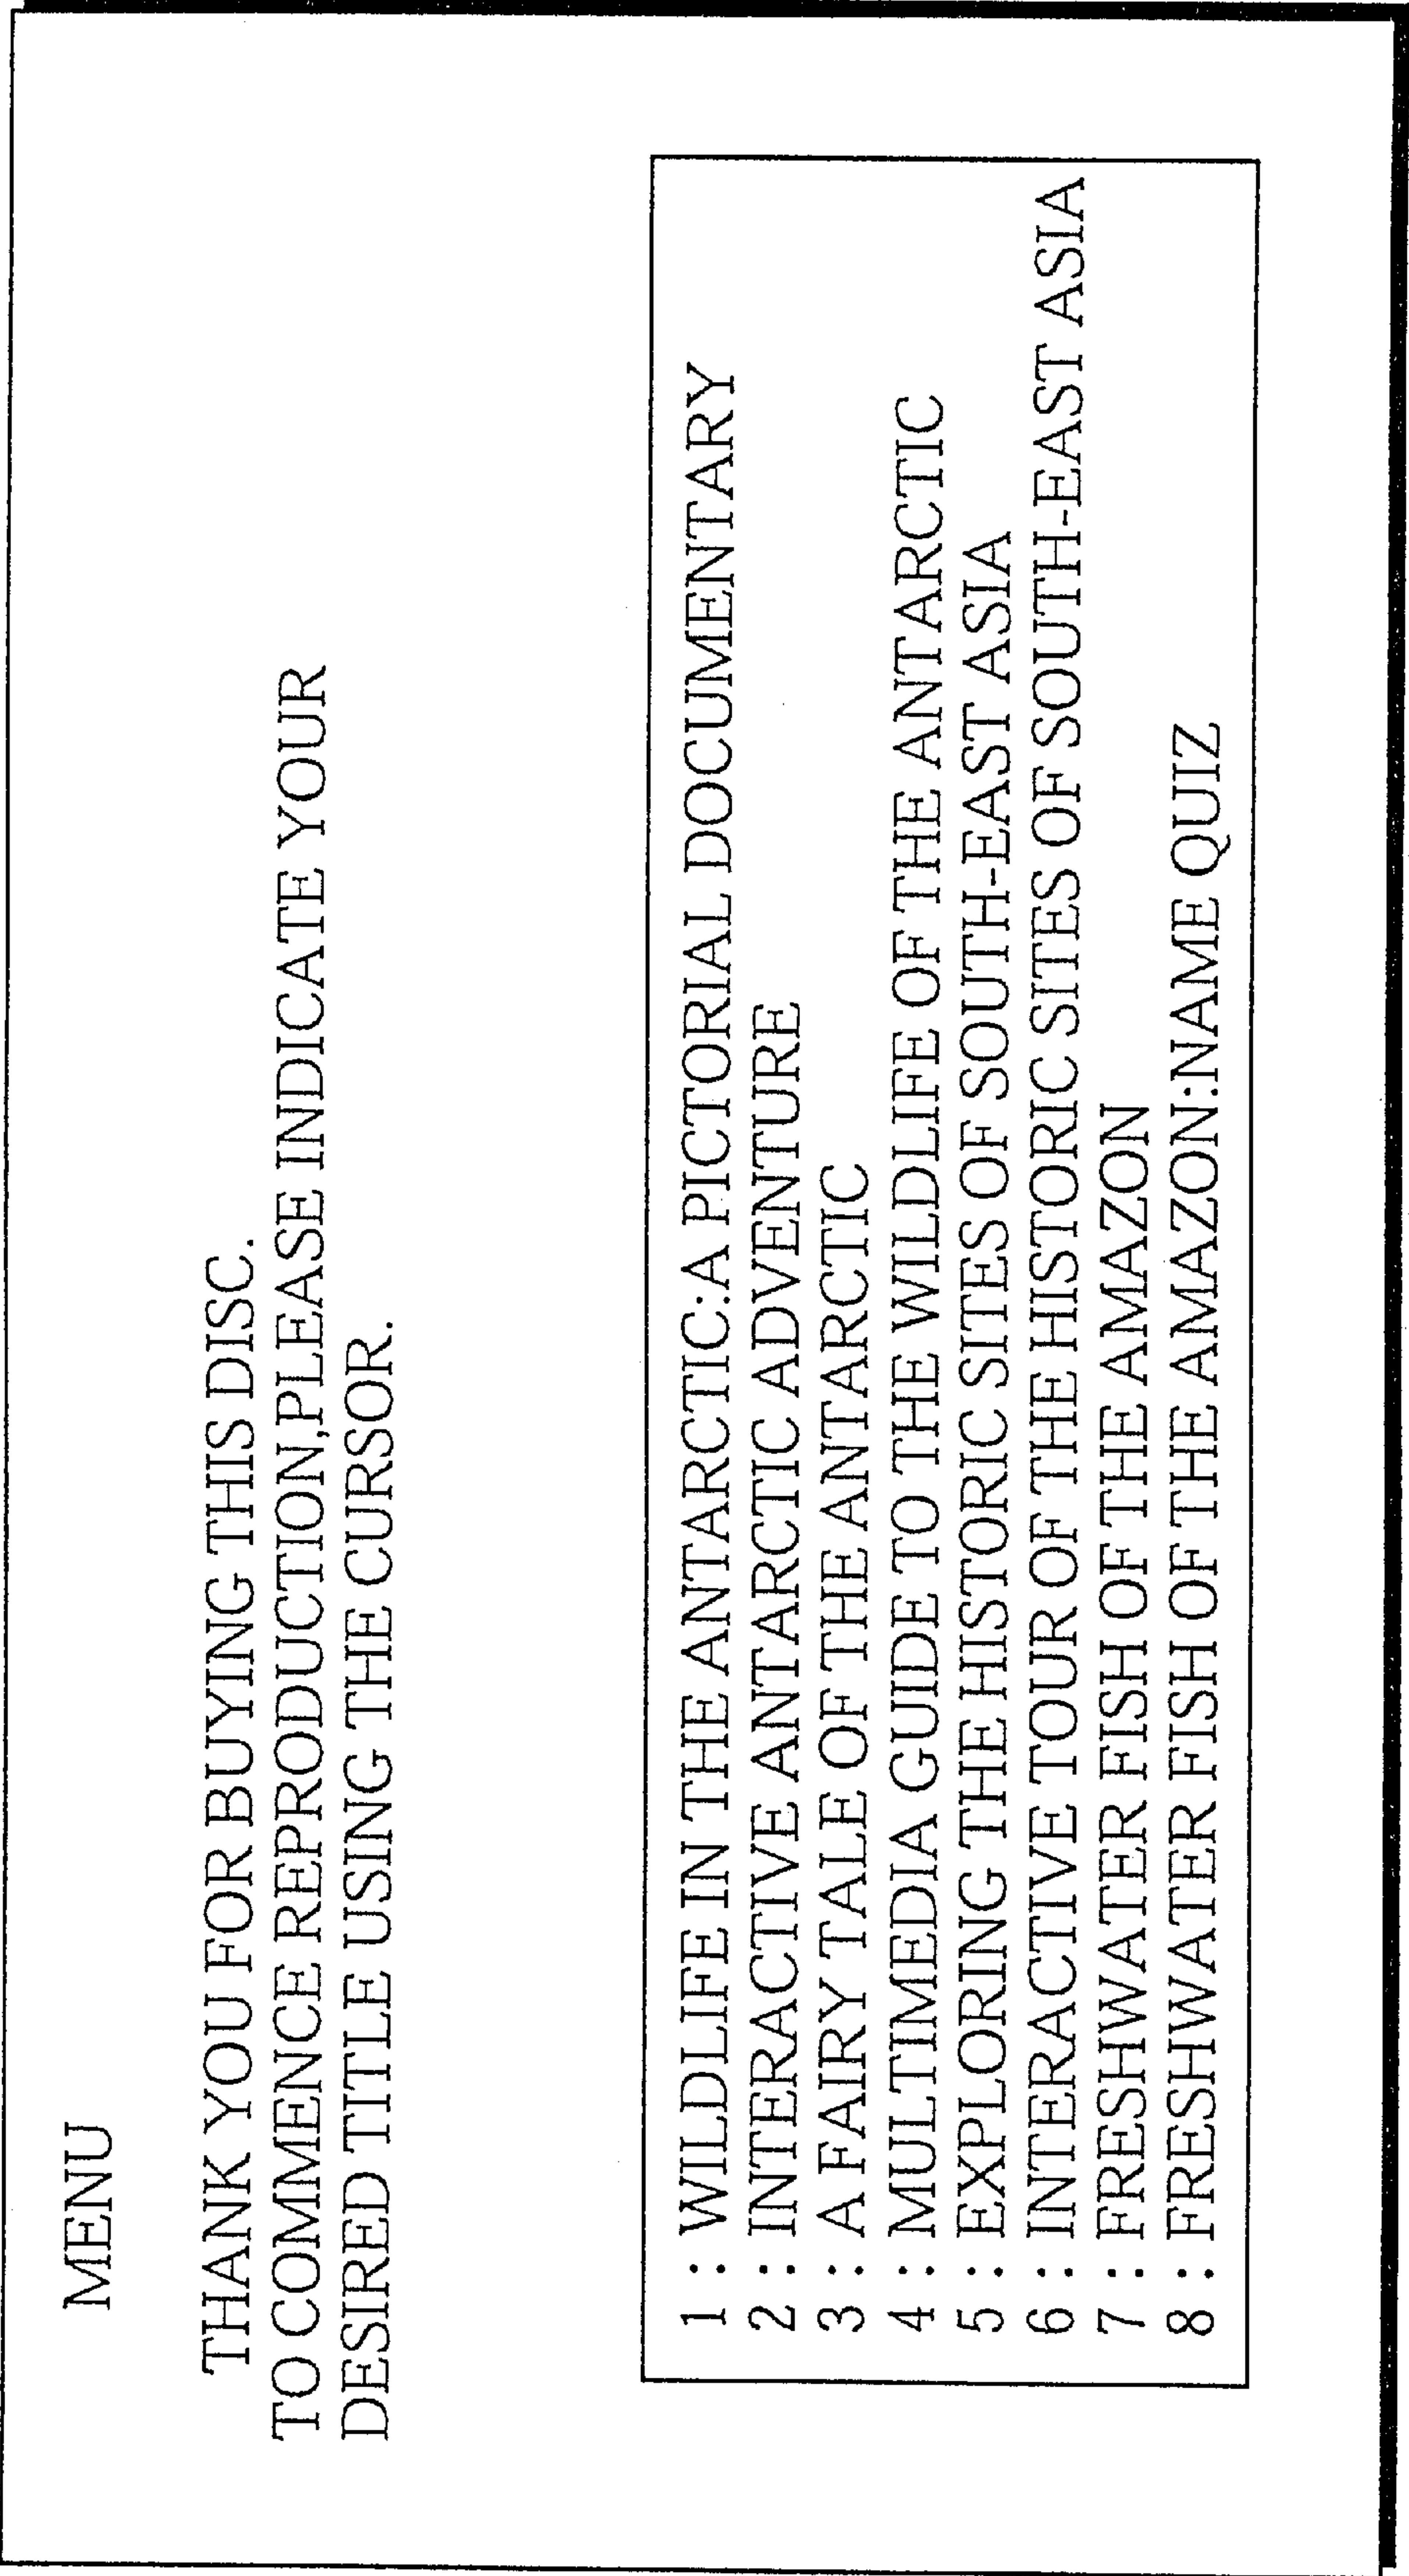 MENU
THANK YOU FOR BUYING THIS DISC.
TO COMMENCE REPRODUCTION,PLEASE INDICATE YOUR
DESIRED TITLE USING THE CURSOR.
1 : WILDLIFE IN THE ANTARCTIC:A PICTORIAL DOCUMENTARY
2 : INTERACTIVE ANTARCTIC ADVENTURE
3 : A FAIRY TALE OF THE ANTARCTIC
4 : MULTIMEDIA GUIDE TO THE WILDLIFE OF THE ANTARCTIC
5 : EXPLORING THE HISTORIC SITES OF SOUTH-EAST ASIA
6 : INTERACTIVE TOUR OF THE HISTORIC SITES OF SOUTH-EAST ASIA
7 : FRESHWATER FISH OF THE AMAZON
8 : FRESHWATER FISH OF THE AMAZON:NAME QUIZ